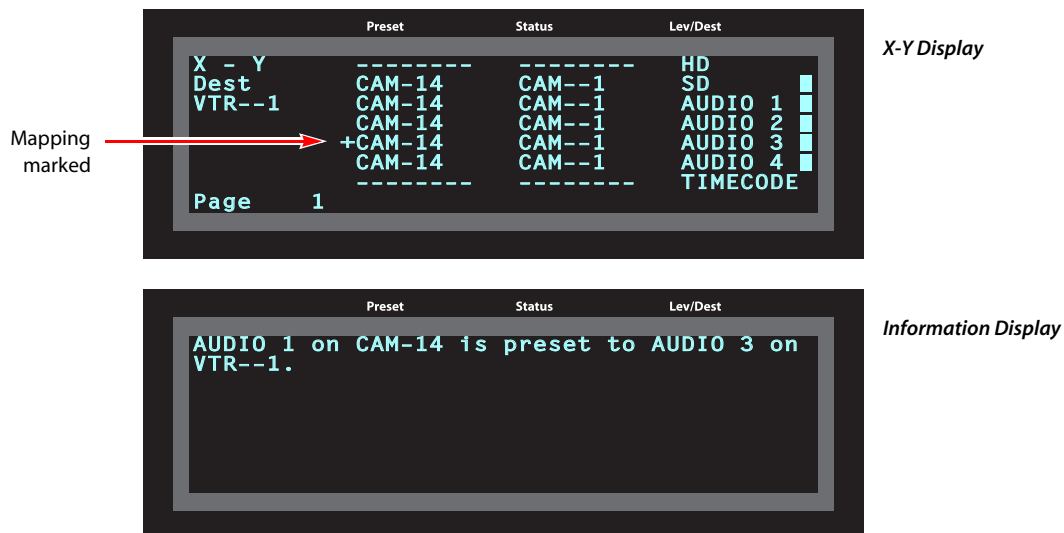 Preset Status Lev/Dest
X-Y Display
X - Y -------- -------- HD
Dest CAM-14 CAM--1 SD
VTR--1 CAM-14 CAM--1 AUDIO 1
CAM-14 CAM--1 AUDIO 2
Mapping marked
+CAM-14 CAM--1 AUDIO 3
CAM-14 CAM--1 AUDIO 4
-------- -------- TIMECODE
Page 1
Preset Status Lev/Dest
Information Display
AUDIO 1 on CAM-14 is preset to AUDIO 3 on
VTR--1.